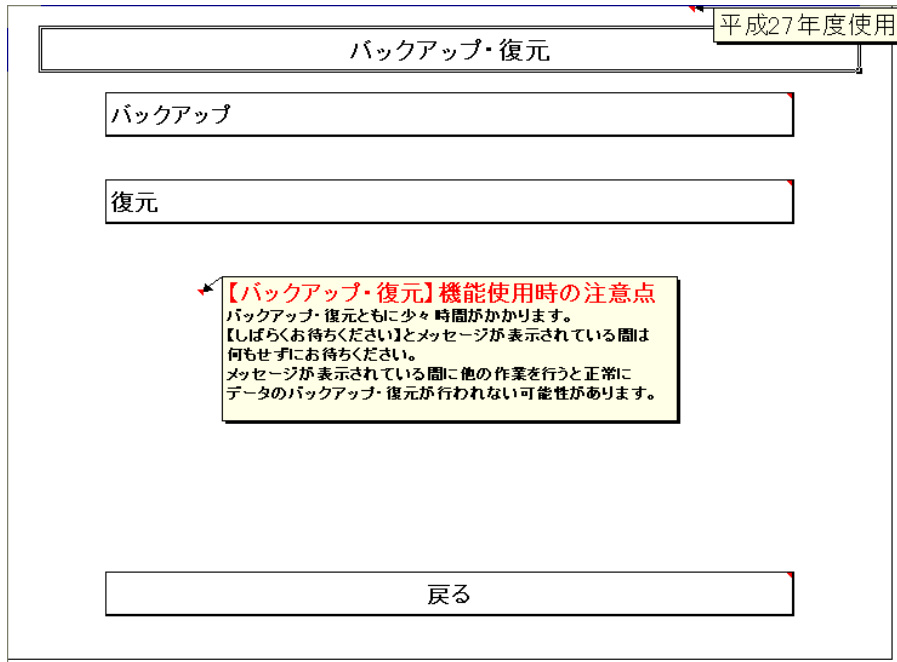 平成27年度使用
バックアップ・復元
バックアップ
復元
【バックアップ・復元】機能使用時の注意点
バックアップ・復元ともに少々時間がかかります。
【しばらくお待ちください】とメッセージが表示されている間は
何もせずにお待ちください。
メッセージが表示されている間に他の作業を行うと正常に
データのバックアップ・復元が行われない可能性があります。
戻る